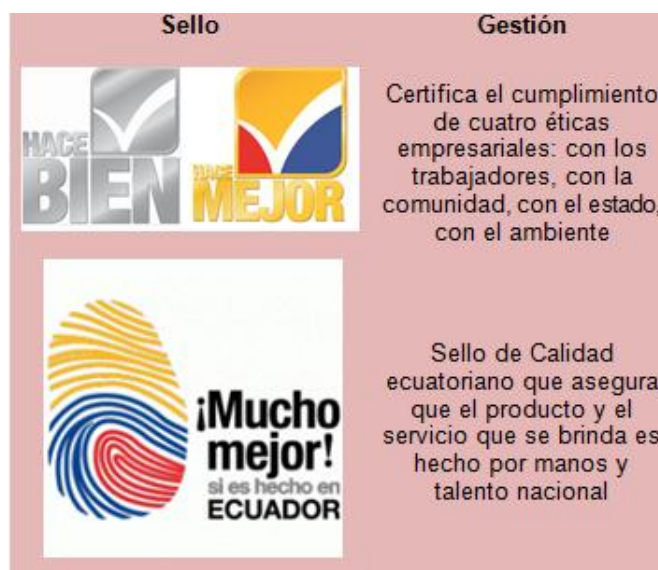 Sello
Gestión
HACE
BIEN
HACE
MEJOR
Certifica el cumplimiento
de cuatro éticas
empresariales: con los
trabajadores, con la
comunidad, con el estado,
con el ambiente
¡Mucho
mejor!
si es hecho en
ECUADOR
Sello de Calidad
ecuatoriano que asegura
que el producto y el
servicio que se brinda es
hecho por manos y
talento nacional